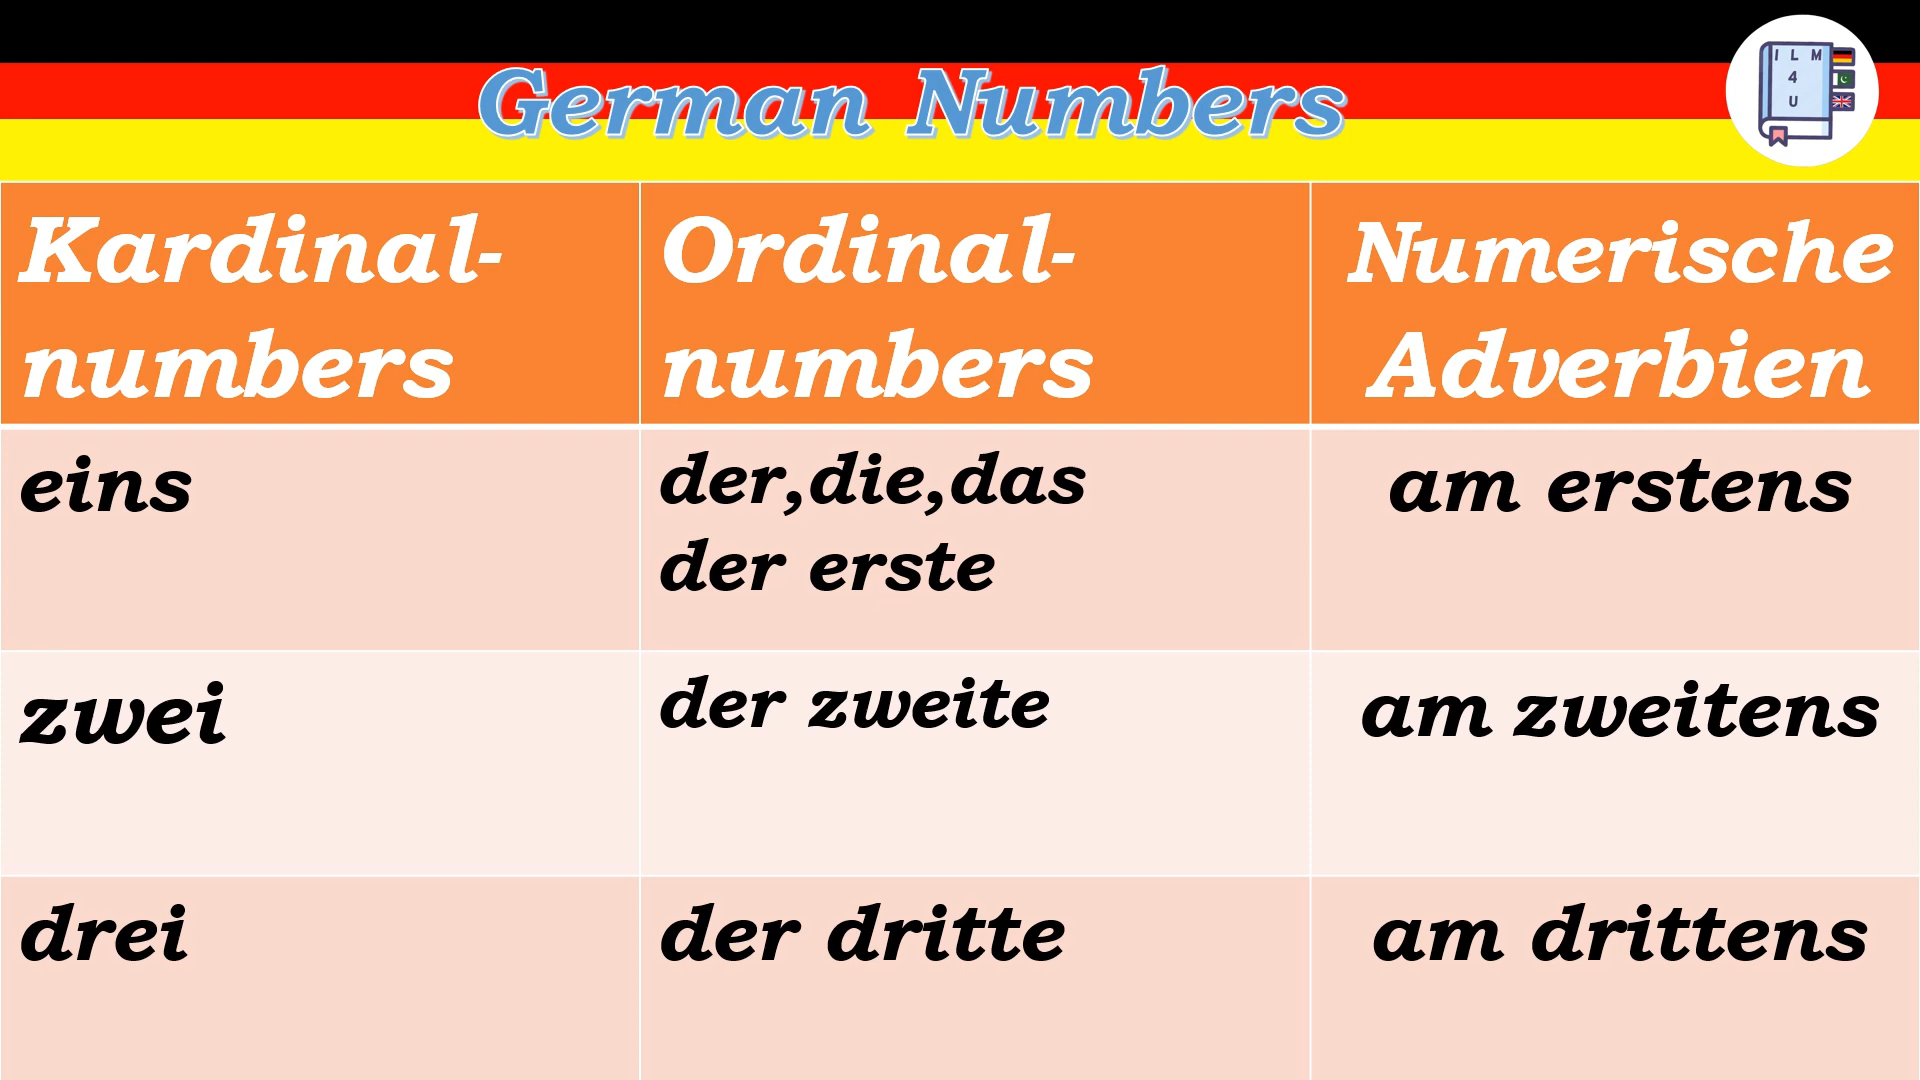 German Numbers
I L M
4
U
Kardinal-
numbers
Ordinal-
numbers
Numerische
Adverbien
eins
der,die,das
der erste
am erstens
zwei
der zweite
am zweitens
drei
der dritte
am drittens